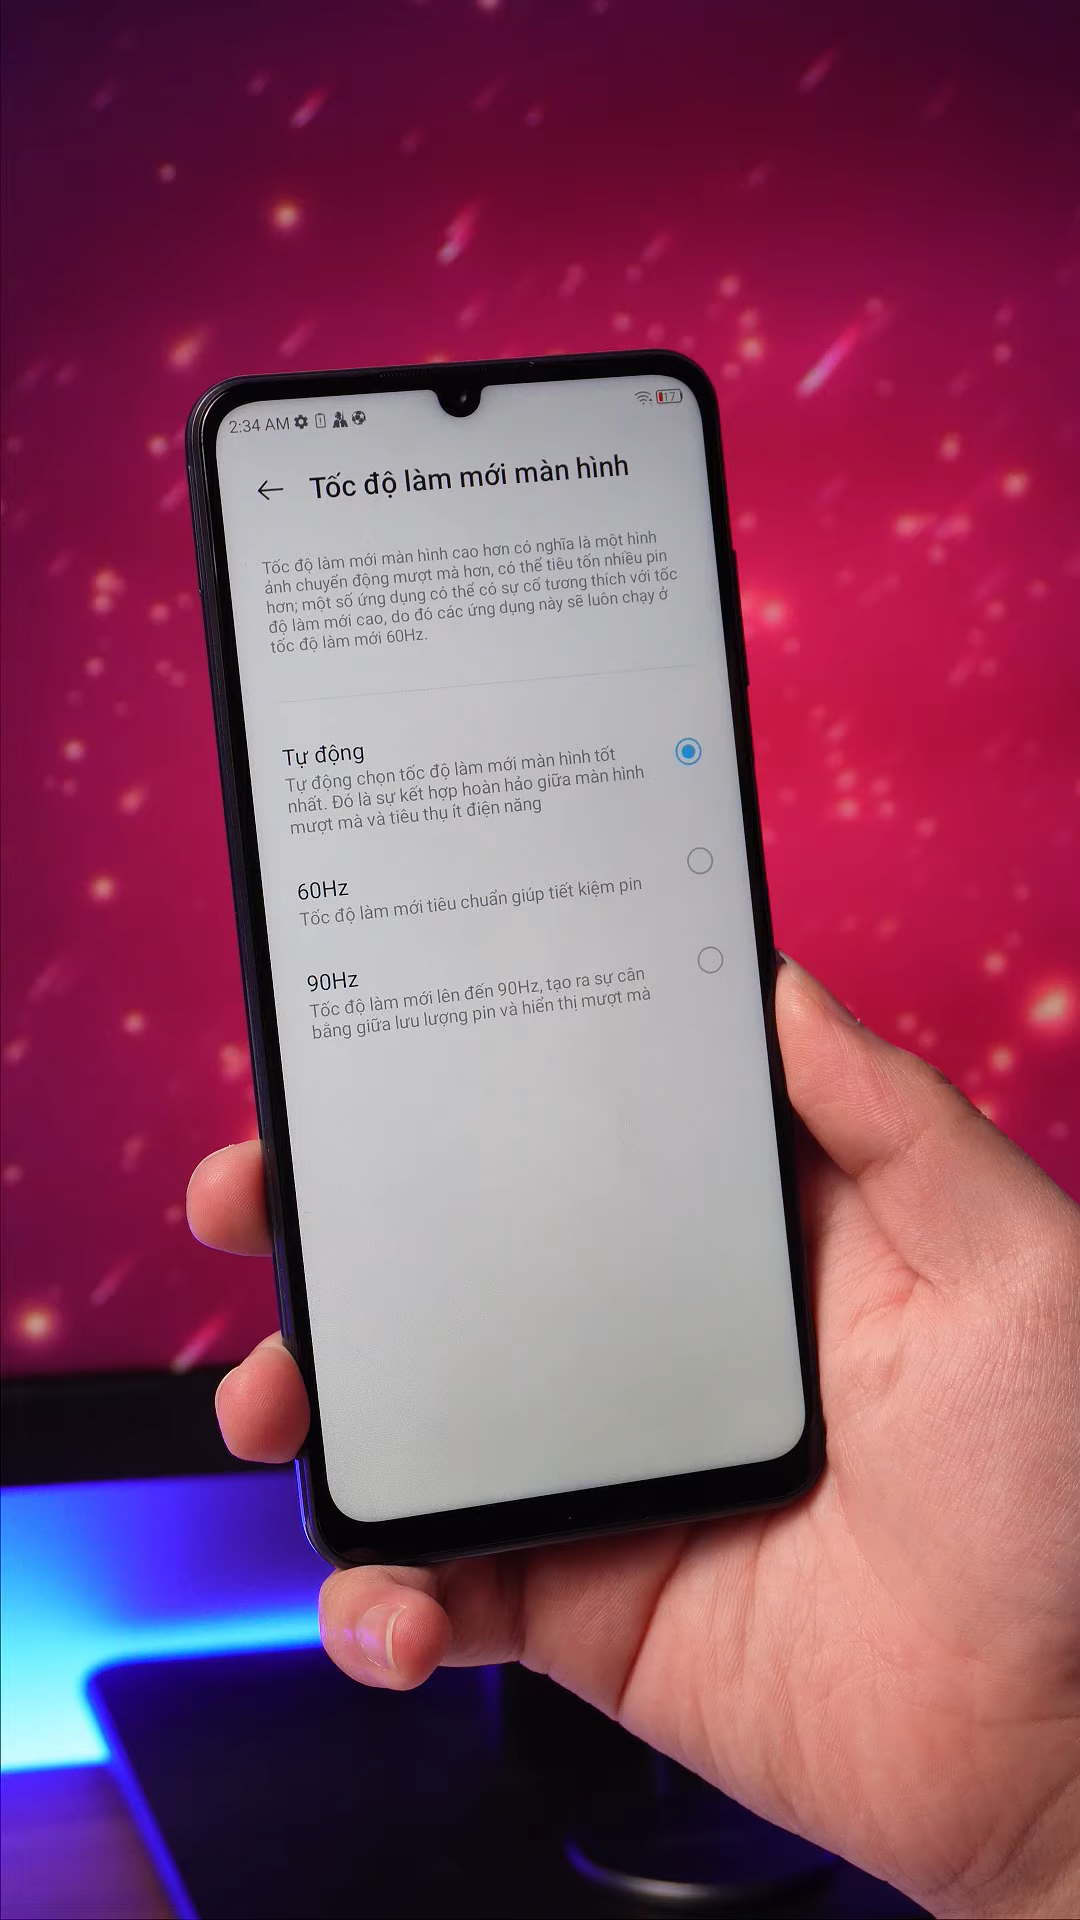 2:34 AM
17
Tốc độ làm mới màn hình
Tốc độ làm mới màn hình cao hơn có nghĩa là một hình
ảnh chuyển động mượt mà hơn, có thể tiêu tốn nhiều pin
hơn; một số ứng dụng có thể có sự cố tương thích với tốc
độ làm mới cao, do đó các ứng dụng này sẽ luôn chạy ở
tốc độ làm mới 60Hz.
Tự động
Tự động chọn tốc độ làm mới màn hình tốt
nhất. Đó là sự kết hợp hoàn hảo giữa màn hình
mượt mà và tiêu thụ ít điện năng
60Hz
Tốc độ làm mới tiêu chuẩn giúp tiết kiệm pin
90Hz
Tốc độ làm mới lên đến 90Hz, tạo ra sự cân
bằng giữa lưu lượng pin và hiển thị mượt mà